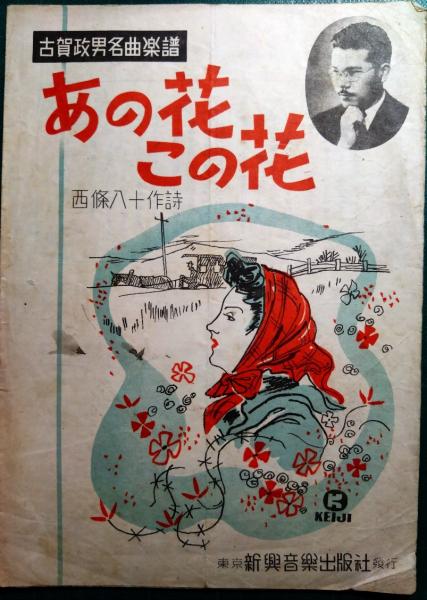 古賀政男名曲楽譜
あの花
この花
西條八十作詩
KEIJI
東京 新興音樂出版社 発行